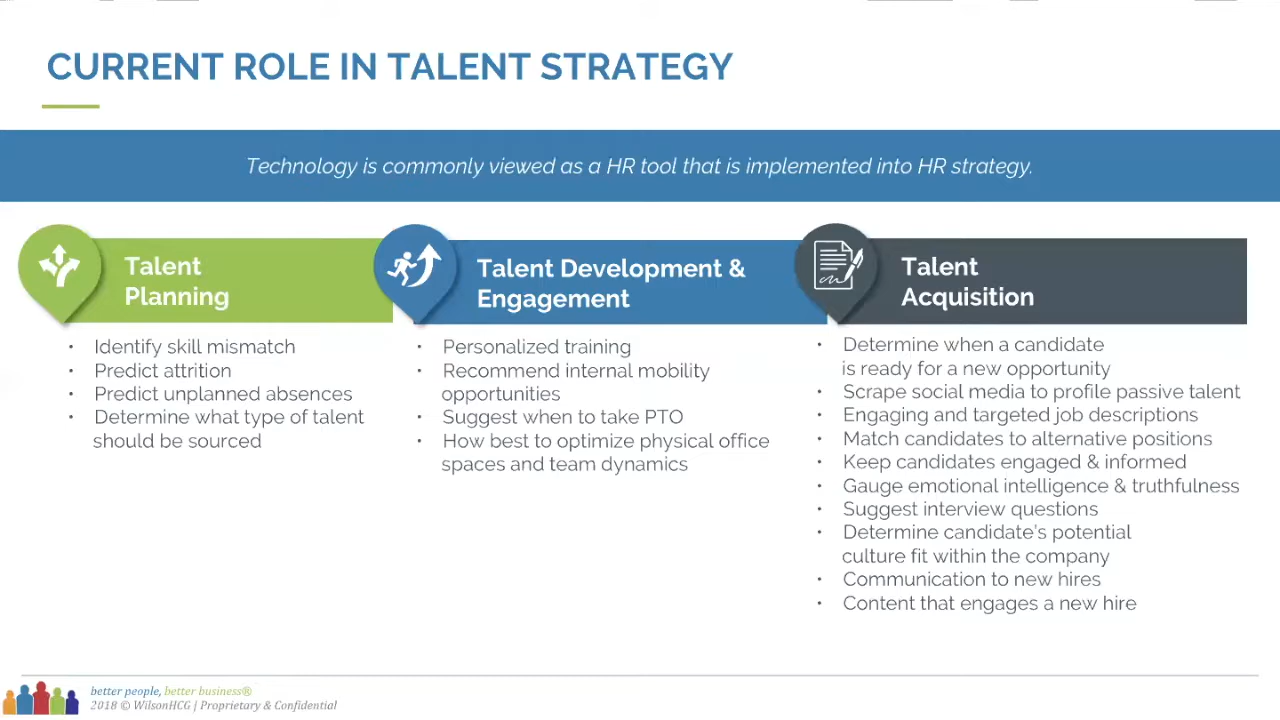 CURRENT ROLE IN TALENT STRATEGY
Technology is commonly viewed as a HR tool that is implemented into HR strategy.
Talent
Planning
• Identify skill mismatch
• Predict attrition
• Predict unplanned absences
• Determine what type of talent
should be sourced
Talent Development &
Engagement
• Personalized training
• Recommend internal mobility
opportunities
• Suggest when to take PTO
• How best to optimize physical office
spaces and team dynamics
Talent
Acquisition
• Determine when a candidate
is ready for a new opportunity
• Scrape social media to profile passive talent
• Engaging and targeted job descriptions
• Match candidates to alternative positions
• Keep candidates engaged & informed
• Gauge emotional intelligence & truthfulness
• Suggest interview questions
• Determine candidate's potential
culture fit within the company
• Communication to new hires
• Content that engages a new hire
better people, better business®
2018 © WilsonHCG | Proprietary & Confidential